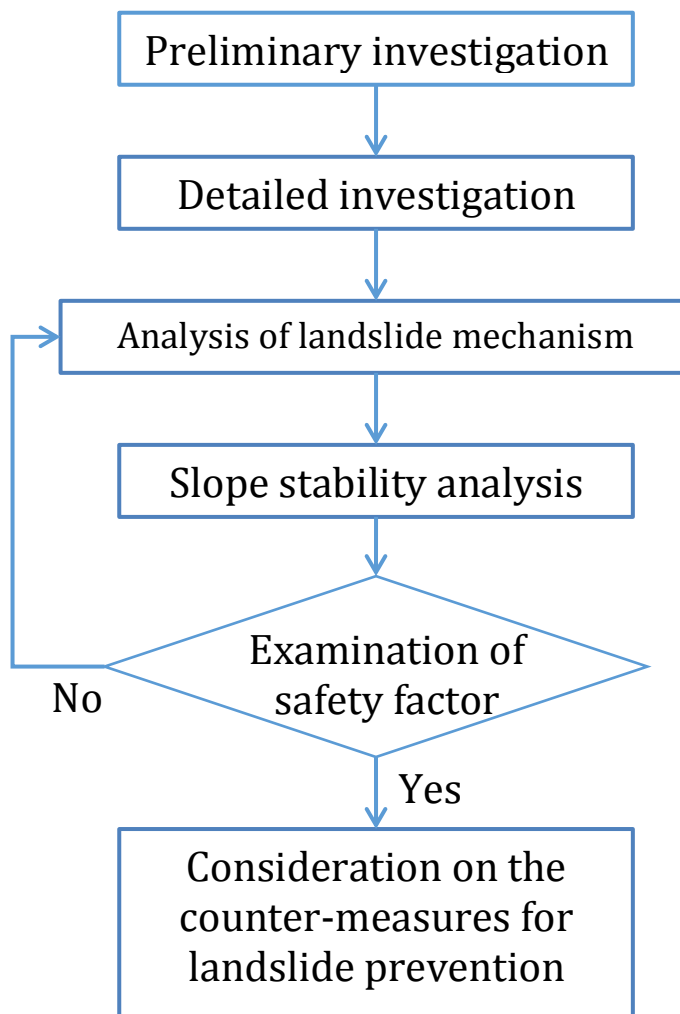 Preliminary investigation
Detailed investigation
Analysis of landslide mechanism
Slope stability analysis
Examination of
safety factor
No
Yes
Consideration on the
counter-measures for
landslide prevention